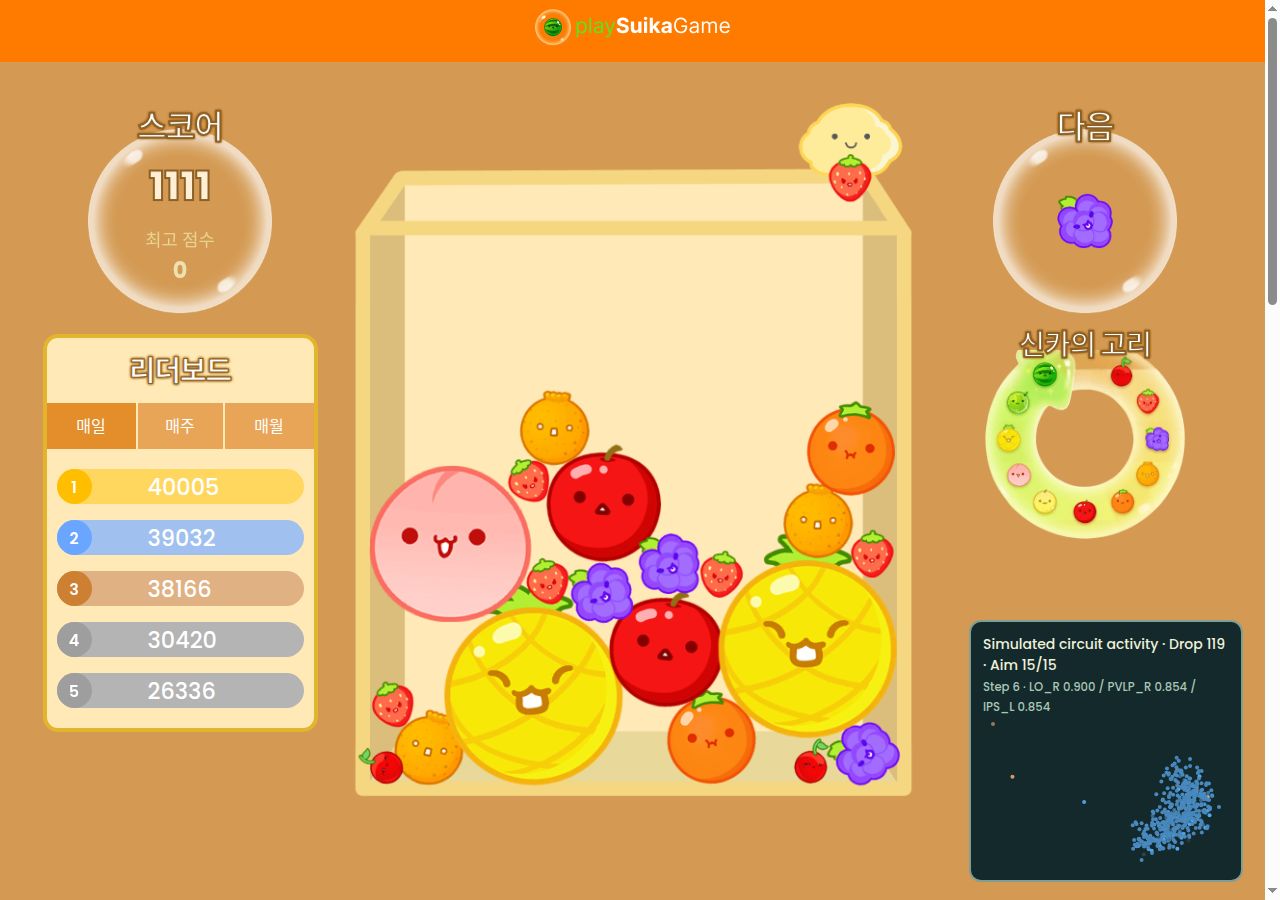 playSuikaGame
스코어
1111
최고 점수
0
리더보드
매일 매주 매월
1 40005
2 39032
3 38166
4 30420
5 26336
다음
신카의 고리
Simulated circuit activity · Drop 119
· Aim 15/15
Step 6 · LO_R 0.900 / PVLP_R 0.854 /
IPS_L 0.854